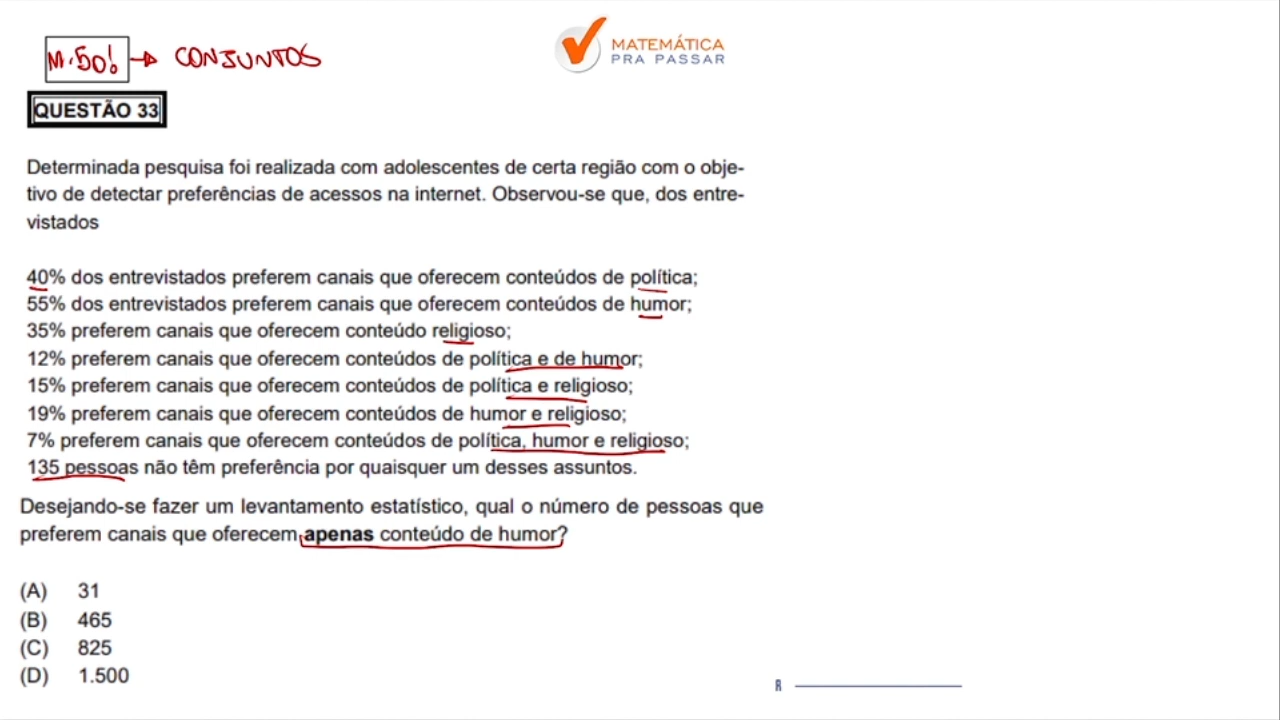 M.50! → CONJUNTOS
MATEMÁTICA
PRA PASSAR
QUESTÃO 33
Determinada pesquisa foi realizada com adolescentes de certa região com o obje-
tivo de detectar preferências de acessos na internet. Observou-se que, dos entre-
vistados
40% dos entrevistados preferem canais que oferecem conteúdos de política;
55% dos entrevistados preferem canais que oferecem conteúdos de humor;
35% preferem canais que oferecem conteúdo religioso;
12% preferem canais que oferecem conteúdos de política e de humor;
15% preferem canais que oferecem conteúdos de política e religioso;
19% preferem canais que oferecem conteúdos de humor e religioso;
7% preferem canais que oferecem conteúdos de política, humor e religioso;
135 pessoas não têm preferência por quaisquer um desses assuntos.
Desejando-se fazer um levantamento estatístico, qual o número de pessoas que
preferem canais que oferecem apenas conteúdo de humor?
(A) 31
(B) 465
(C) 825
(D) 1.500
R